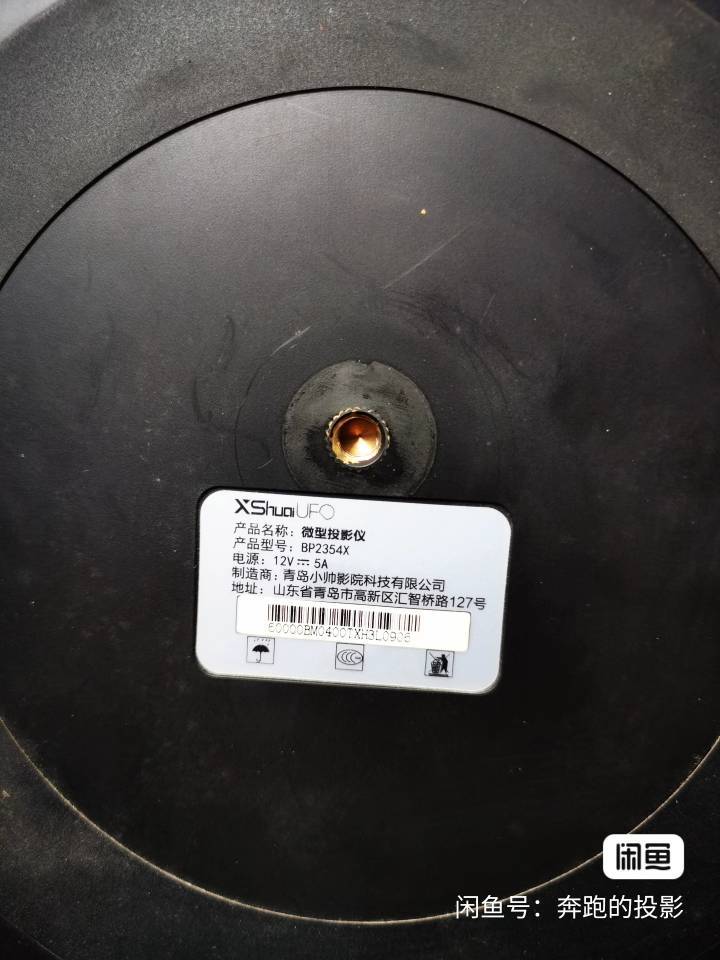 XShuai UFO
产品名称：微型投影仪
产品型号：BP2354X
电源：12V⎓5A
制造商：青岛小帅影院科技有限公司
地址：山东省青岛市高新区汇智桥路127号
60000BM0400TXH3L0906
闲鱼
闲鱼号：奔跑的投影